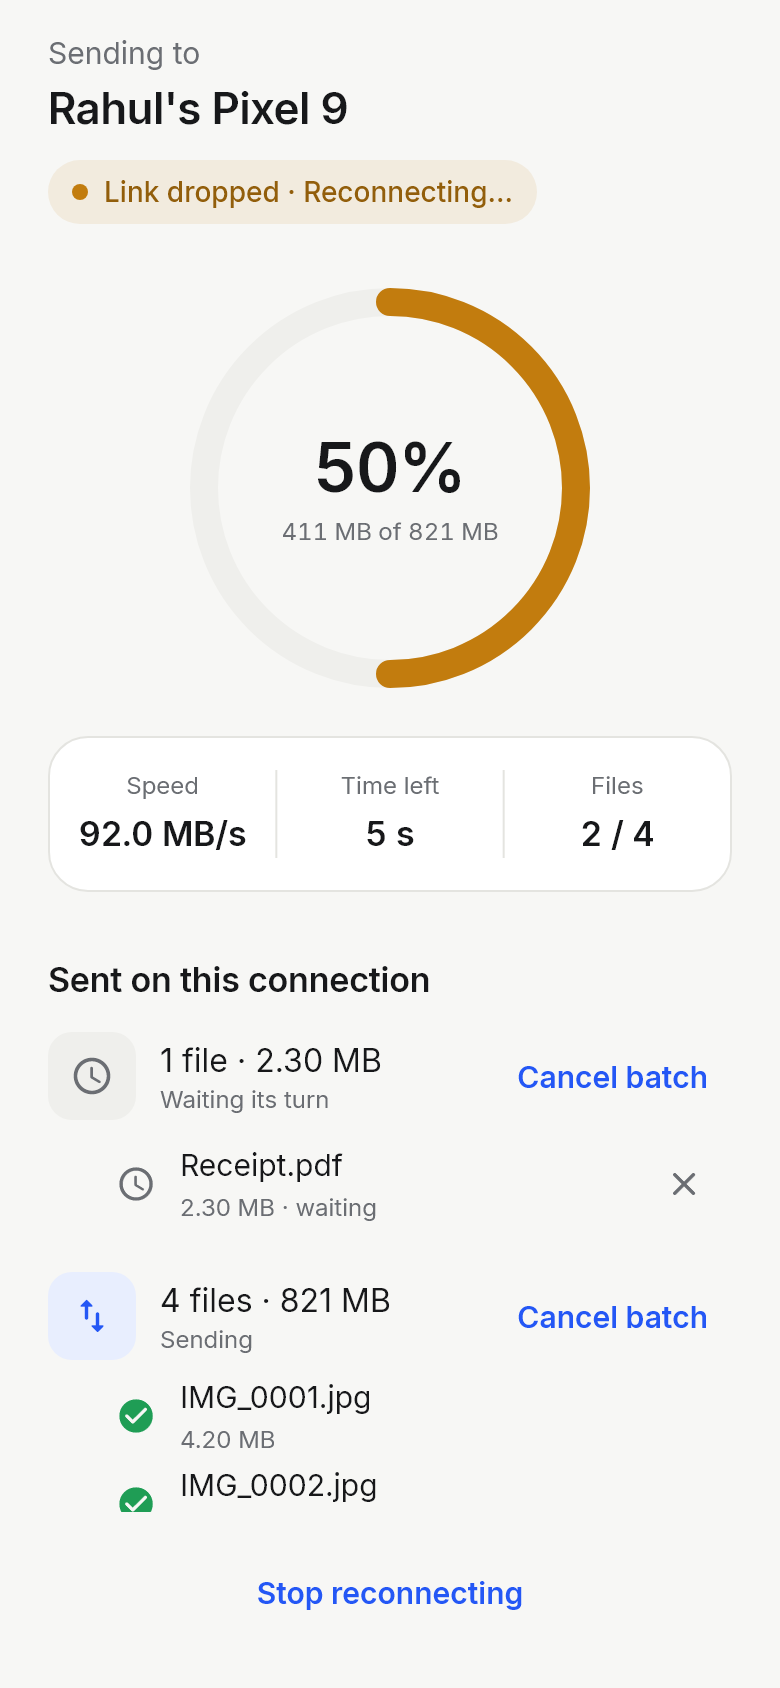 Sending to
Rahul's Pixel 9
Link dropped · Reconnecting...
50%
411 MB of 821 MB
Speed
92.0 MB/s
Time left
5 s
Files
2 / 4
Sent on this connection
1 file · 2.30 MB
Waiting its turn
Cancel batch
Receipt.pdf
2.30 MB · waiting
4 files · 821 MB
Sending
Cancel batch
IMG_0001.jpg
4.20 MB
IMG_0002.jpg
Stop reconnecting